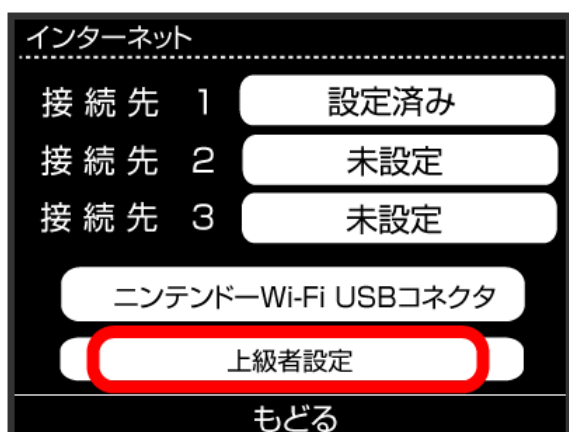 インターネット
接続先 1 設定済み
接続先 2 未設定
接続先 3 未設定
ニンテンドーWi-Fi USBコネクタ
上級者設定
もどる